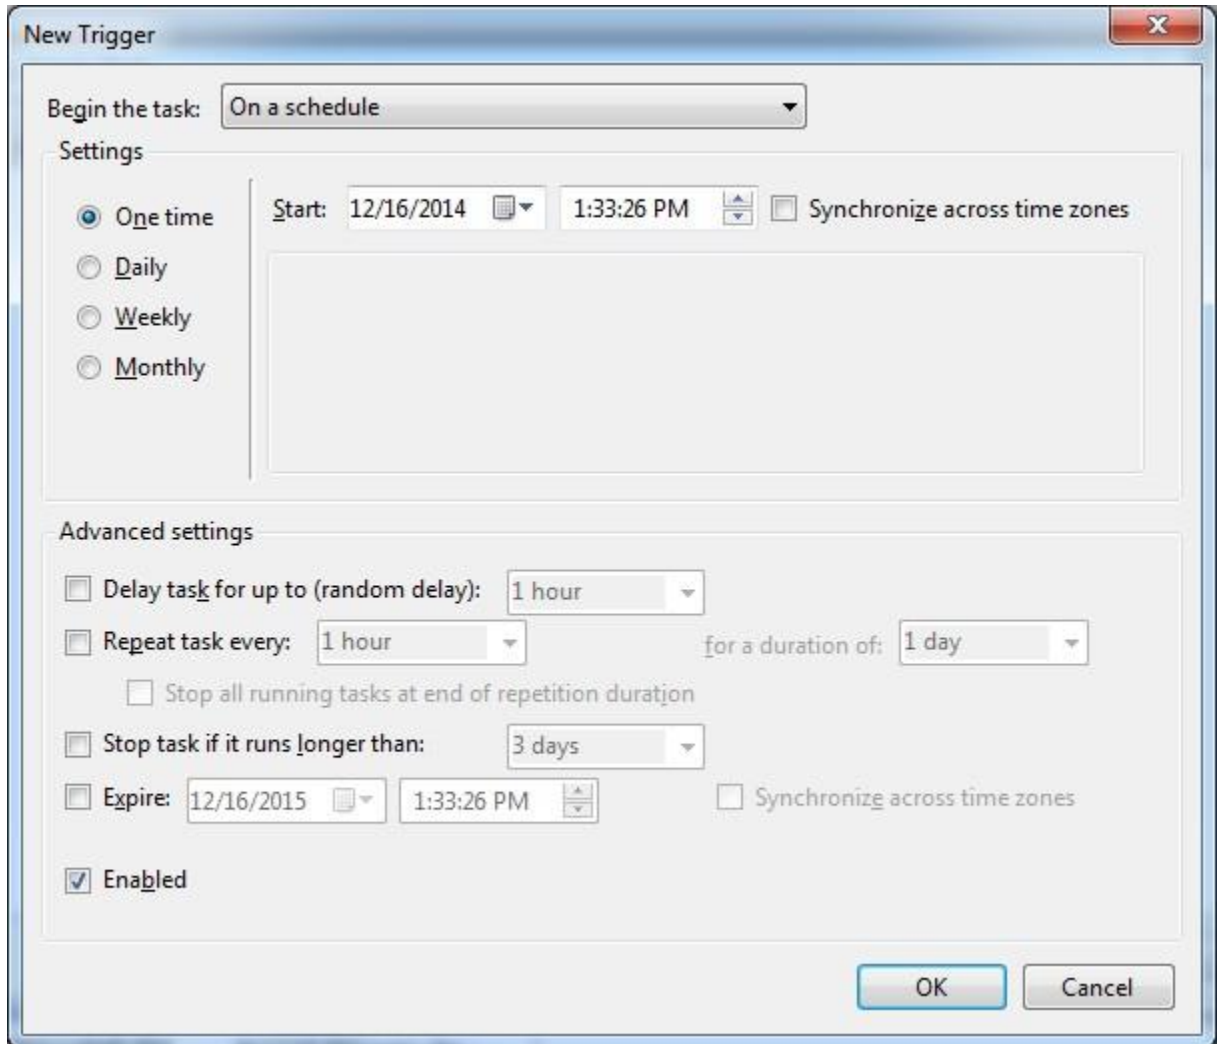 New Trigger
Begin the task: On a schedule
Settings
One time
Start: 12/16/2014 1:33:26 PM Synchronize across time zones
Daily
Weekly
Monthly
Advanced settings
Delay task for up to (random delay): 1 hour
Repeat task every: 1 hour for a duration of: 1 day
Stop all running tasks at end of repetition duration
Stop task if it runs longer than: 3 days
Expire: 12/16/2015 1:33:26 PM Synchronize across time zones
Enabled
OK Cancel